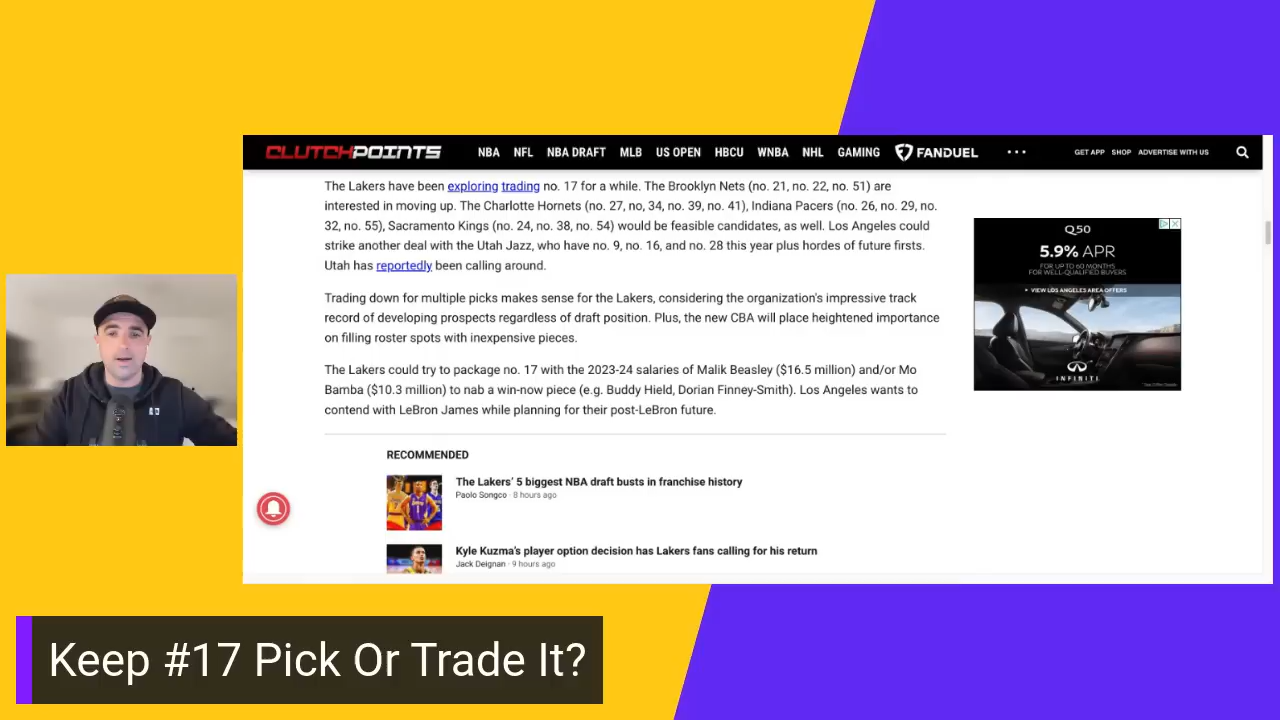 CLUTCHPOINTS NBA NFL NBA DRAFT MLB US OPEN HBCU WNBA NHL GAMING FANDUEL ••• GET APP SHOP ADVERTISE WITH US
The Lakers have been exploring trading no. 17 for a while. The Brooklyn Nets (no. 21, no. 22, no. 51) are
interested in moving up. The Charlotte Hornets (no. 27, no, 34, no. 39, no. 41), Indiana Pacers (no. 26, no. 29, no.
32, no. 55), Sacramento Kings (no. 24, no. 38, no. 54) would be feasible candidates, as well. Los Angeles could
strike another deal with the Utah Jazz, who have no. 9, no. 16, and no. 28 this year plus hordes of future firsts.
Utah has reportedly been calling around.
Trading down for multiple picks makes sense for the Lakers, considering the organization's impressive track
record of developing prospects regardless of draft position. Plus, the new CBA will place heightened importance
on filling roster spots with inexpensive pieces.
The Lakers could try to package no. 17 with the 2023-24 salaries of Malik Beasley ($16.5 million) and/or Mo
Bamba ($10.3 million) to nab a win-now piece (e.g. Buddy Hield, Dorian Finney-Smith). Los Angeles wants to
contend with LeBron James while planning for their post-LeBron future.
RECOMMENDED
The Lakers' 5 biggest NBA draft busts in franchise history
Paolo Songco · 8 hours ago
Kyle Kuzma's player option decision has Lakers fans calling for his return
Jack Deignan · 9 hours ago
Q50
5.9% APR
FOR UP TO 60 MONTHS
FOR WELL-QUALIFIED BUYERS
VIEW LOS ANGELES AREA OFFERS
INFINITI
Keep #17 Pick Or Trade It?